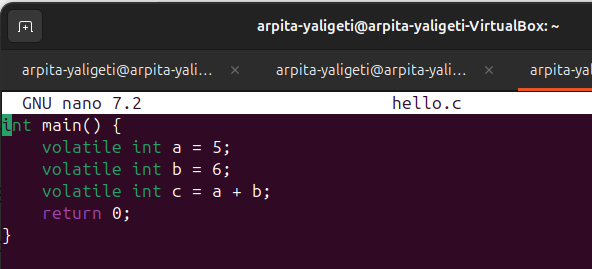 arpita-yaligeti@arpita-yaligeti-VirtualBox: ~
arpita-yaligeti@arpita-yali... × arpita-yaligeti@arpita-yali... × arpita-yal
GNU nano 7.2 hello.c
int main() {
    volatile int a = 5;
    volatile int b = 6;
    volatile int c = a + b;
    return 0;
}